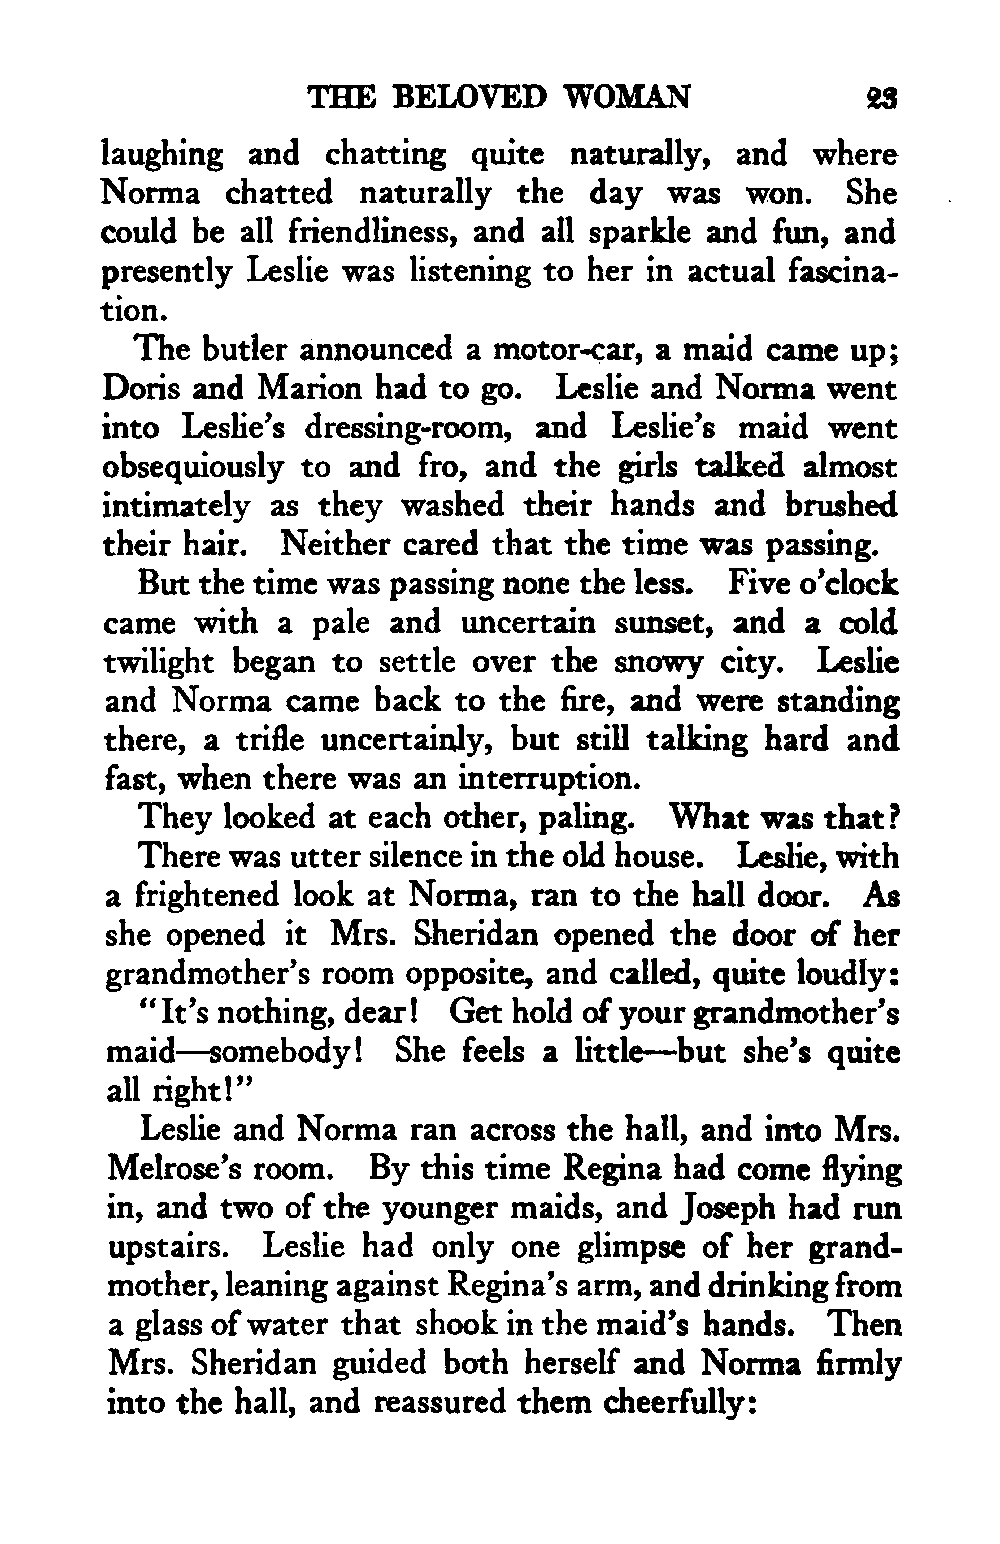 THE BELOVED WOMAN 23
laughing and chatting quite naturally, and where
Norma chatted naturally the day was won. She
could be all friendliness, and all sparkle and fun, and
presently Leslie was listening to her in actual fascina-
tion.
The butler announced a motor-car, a maid came up;
Doris and Marion had to go. Leslie and Norma went
into Leslie's dressing-room, and Leslie's maid went
obsequiously to and fro, and the girls talked almost
intimately as they washed their hands and brushed
their hair. Neither cared that the time was passing.
But the time was passing none the less. Five o'clock
came with a pale and uncertain sunset, and a cold
twilight began to settle over the snowy city. Leslie
and Norma came back to the fire, and were standing
there, a trifle uncertainly, but still talking hard and
fast, when there was an interruption.
They looked at each other, paling. What was that?
There was utter silence in the old house. Leslie, with
a frightened look at Norma, ran to the hall door. As
she opened it Mrs. Sheridan opened the door of her
grandmother's room opposite, and called, quite loudly:
"It's nothing, dear! Get hold of your grandmother's
maid—somebody! She feels a little—but she's quite
all right!"
Leslie and Norma ran across the hall, and into Mrs.
Melrose's room. By this time Regina had come flying
in, and two of the younger maids, and Joseph had run
upstairs. Leslie had only one glimpse of her grand-
mother, leaning against Regina's arm, and drinking from
a glass of water that shook in the maid's hands. Then
Mrs. Sheridan guided both herself and Norma firmly
into the hall, and reassured them cheerfully: